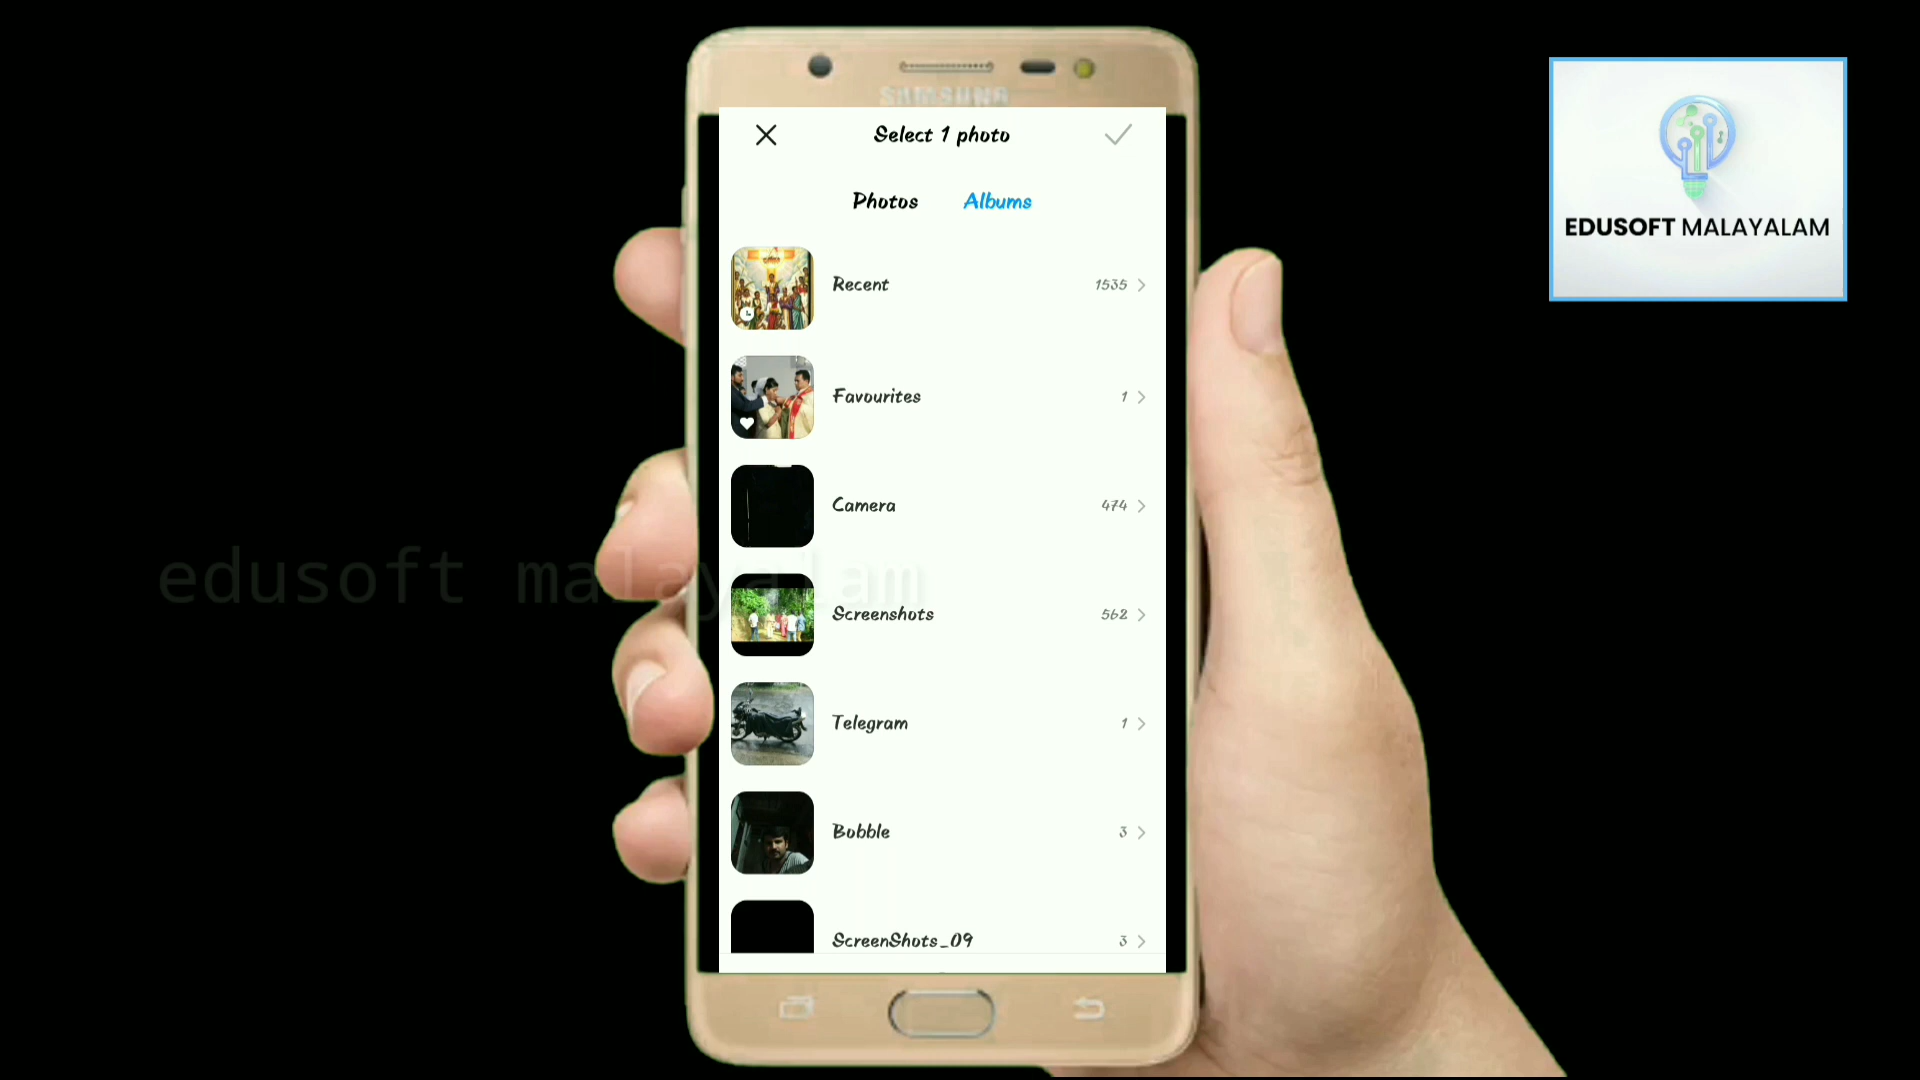 SAMSUNG
Select 1 photo
Photos Albums
Recent 1535
Favourites 1
Camera 474
Screenshots 562
Telegram 1
Bobble 3
ScreenShots_09 3
EDUSOFT MALAYALAM
edusoft malayalam